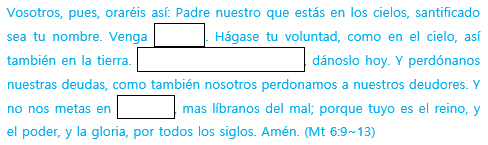 Vosotros, pues, oraréis así: Padre nuestro que estás en los cielos, santificado
sea tu nombre. Venga . Hágase tu voluntad, como en el cielo, así
también en la tierra. , dánoslo hoy. Y perdónanos
nuestras deudas, como también nosotros perdonamos a nuestros deudores. Y
no nos metas en , mas líbranos del mal; porque tuyo es el reino, y
el poder, y la gloria, por todos los siglos. Amén. (Mt 6:9~13)